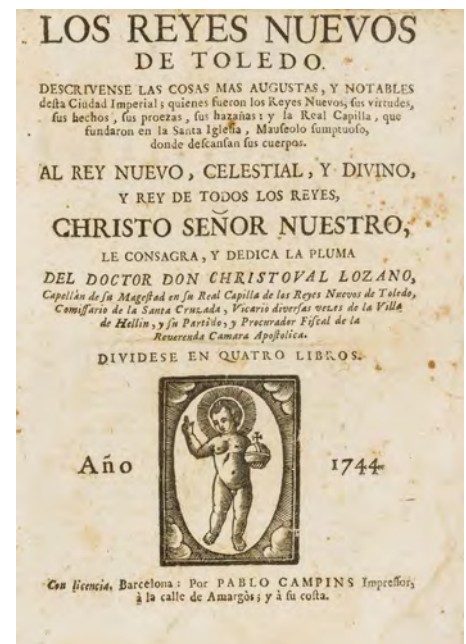 LOS REYES NUEVOS
DE TOLEDO.
DESCRIVENSE LAS COSAS MAS AUGUSTAS, Y NOTABLES
desta Ciudad Imperial; quienes fueron los Reyes Nuevos, sus virtudes,
sus hechos, sus proezas, sus hazañas: y la Real Capilla, que
fundaron en la Santa Iglesia, Mauseolo sumptuoso,
donde descansan sus cuerpos.
AL REY NUEVO, CELESTIAL, Y DIVINO,
Y REY DE TODOS LOS REYES,
CHRISTO SEÑOR NUESTRO,
LE CONSAGRA, Y DEDICA LA PLUMA
DEL DOCTOR DON CHRISTOVAL LOZANO,
Capellàn de su Magestad en su Real Capilla de los Reyes Nuevos de Toledo,
Comissario de la Santa Cruzada, Vicario diversas vezes de la Villa
de Hellin, y su Partido, y Procurador Fiscal de la
Reverenda Camara Apostolica.
DIVIDESE EN QUATRO LIBROS.
Año 1744
Con licencia, Barcelona: Por PABLO CAMPINS Impressor,
à la calle de Amargòs; y à su costa.